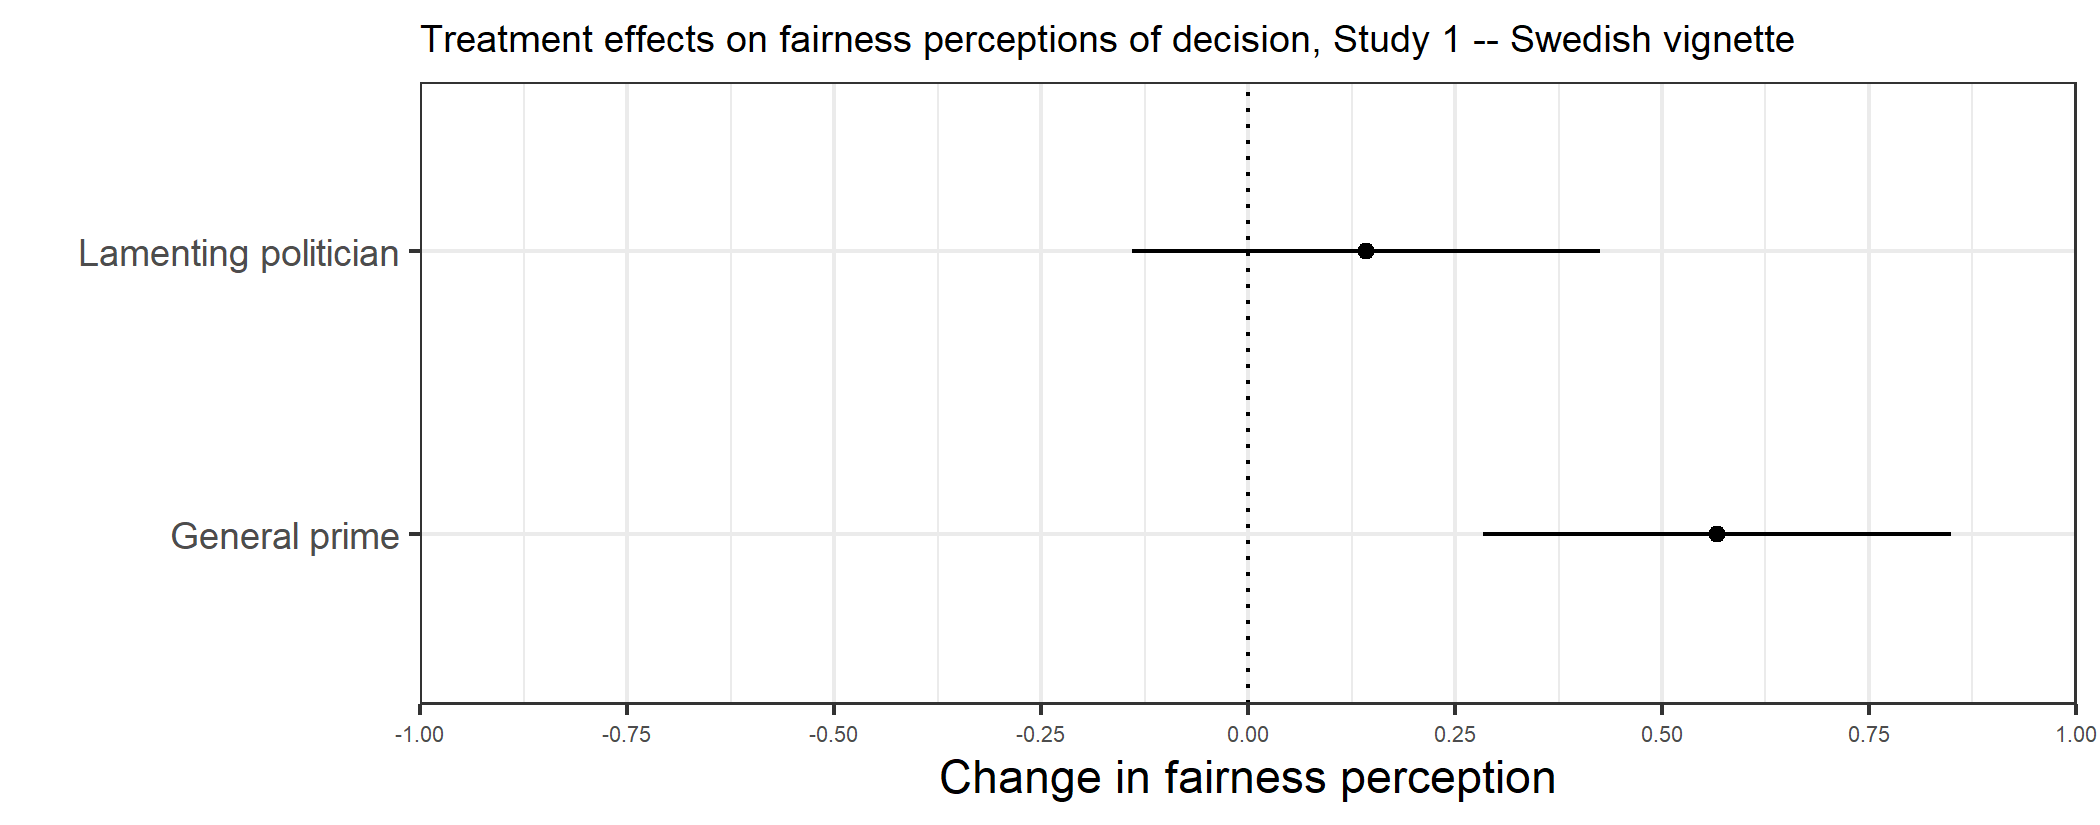 Treatment effects on fairness perceptions of decision, Study 1 -- Swedish vignette
Lamenting politician
General prime
-1.00 -0.75 -0.50 -0.25 0.00 0.25 0.50 0.75 1.00
Change in fairness perception